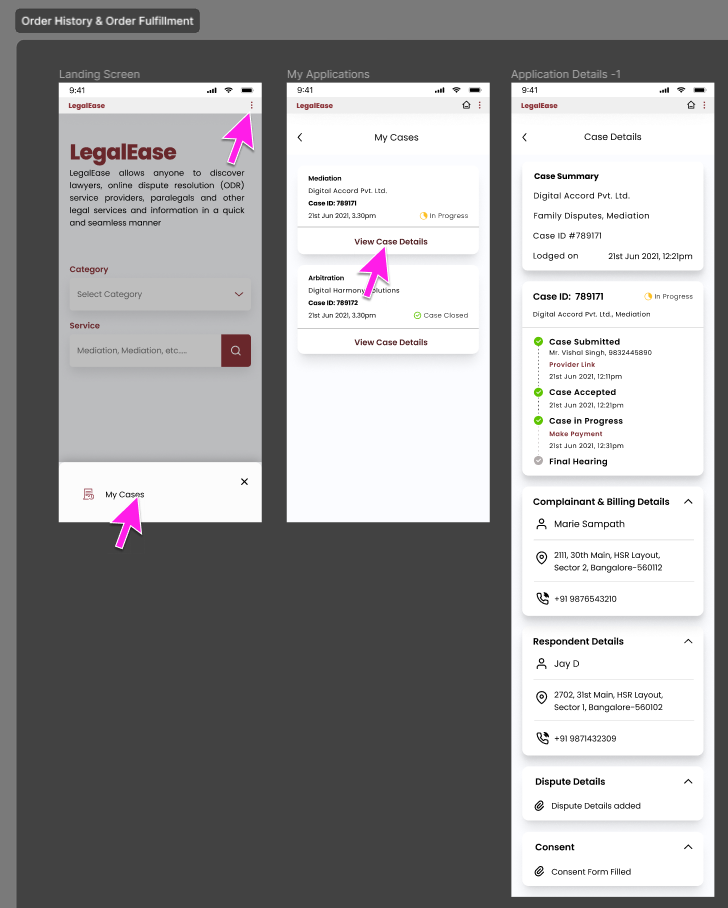 Order History & Order Fulfillment
Landing Screen
9:41
LegalEase
LegalEase
LegalEase allows anyone to discover
lawyers, online dispute resolution (ODR)
service providers, paralegals and other
legal services and information in a quick
and seamless manner
Category
Select Category
Service
Mediation, Mediation, etc....
My Cases
My Applications
9:41
LegalEase
My Cases
Mediation
Digital Accord Pvt. Ltd.
Case ID: 789171
21st Jun 2021, 3.30pm
In Progress
View Case Details
Arbitration
Digital Harmony Solutions
Case ID: 789172
21st Jun 2021, 3.30pm
Case Closed
View Case Details
Application Details -1
9:41
LegalEase
Case Details
Case Summary
Digital Accord Pvt. Ltd.
Family Disputes, Mediation
Case ID #789171
Lodged on 21st Jun 2021, 12:21pm
Case ID: 789171 In Progress
Digital Accord Pvt. Ltd., Mediation
Case Submitted
Mr. Vishal Singh, 9832445890
Provider Link
21st Jun 2021, 12:11pm
Case Accepted
21st Jun 2021, 12:21pm
Case in Progress
Make Payment
21st Jun 2021, 12:31pm
Final Hearing
Complainant & Billing Details
Marie Sampath
2111, 30th Main, HSR Layout,
Sector 2, Bangalore-560112
+91 9876543210
Respondent Details
Jay D
2702, 31st Main, HSR Layout,
Sector 1, Bangalore-560102
+91 9871432309
Dispute Details
Dispute Details added
Consent
Consent Form Filled